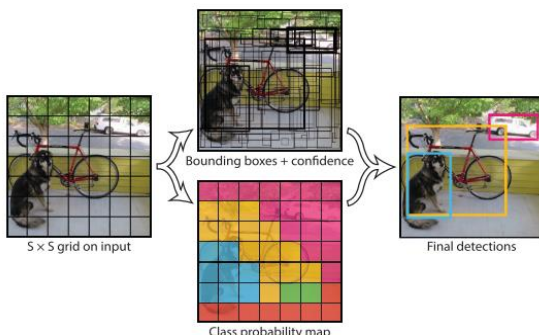 Bounding boxes + confidence
S × S grid on input
Final detections
Class probability map